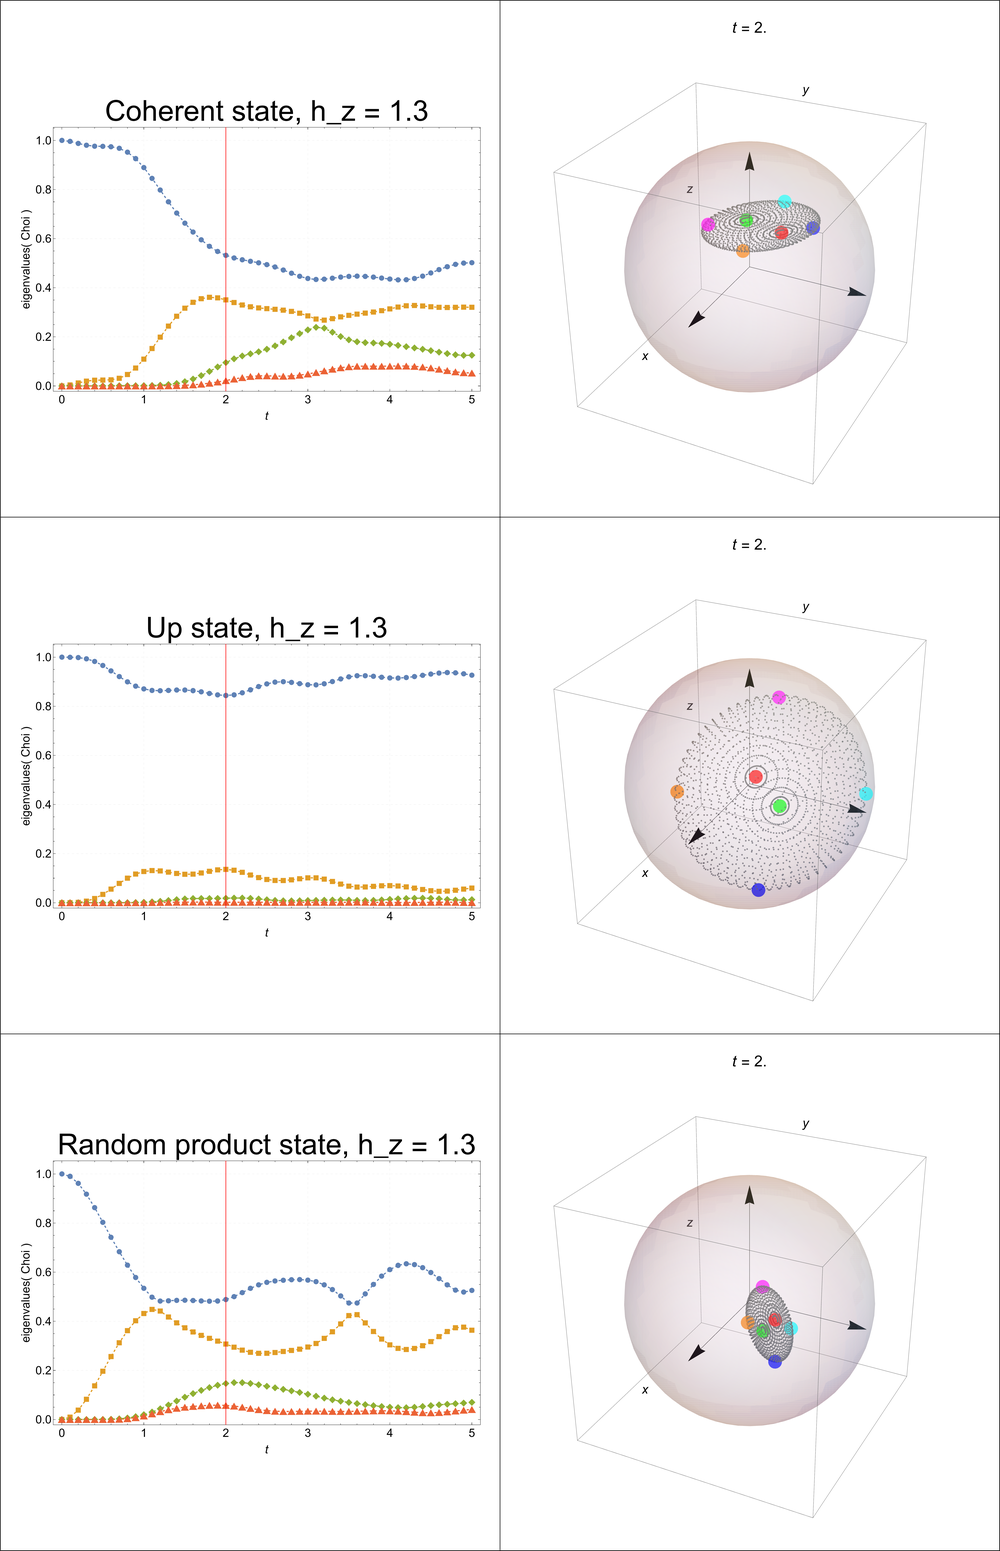 t = 2.
Coherent state, h_z = 1.3
1.0
0.8
0.6
0.4
0.2
0.0
eigenvalues( Choi )
0 1 2 3 4 5
t
y
z
x
t = 2.
Up state, h_z = 1.3
1.0
0.8
0.6
0.4
0.2
0.0
eigenvalues( Choi )
0 1 2 3 4 5
t
y
z
x
t = 2.
Random product state, h_z = 1.3
1.0
0.8
0.6
0.4
0.2
0.0
eigenvalues( Choi )
0 1 2 3 4 5
t
y
z
x